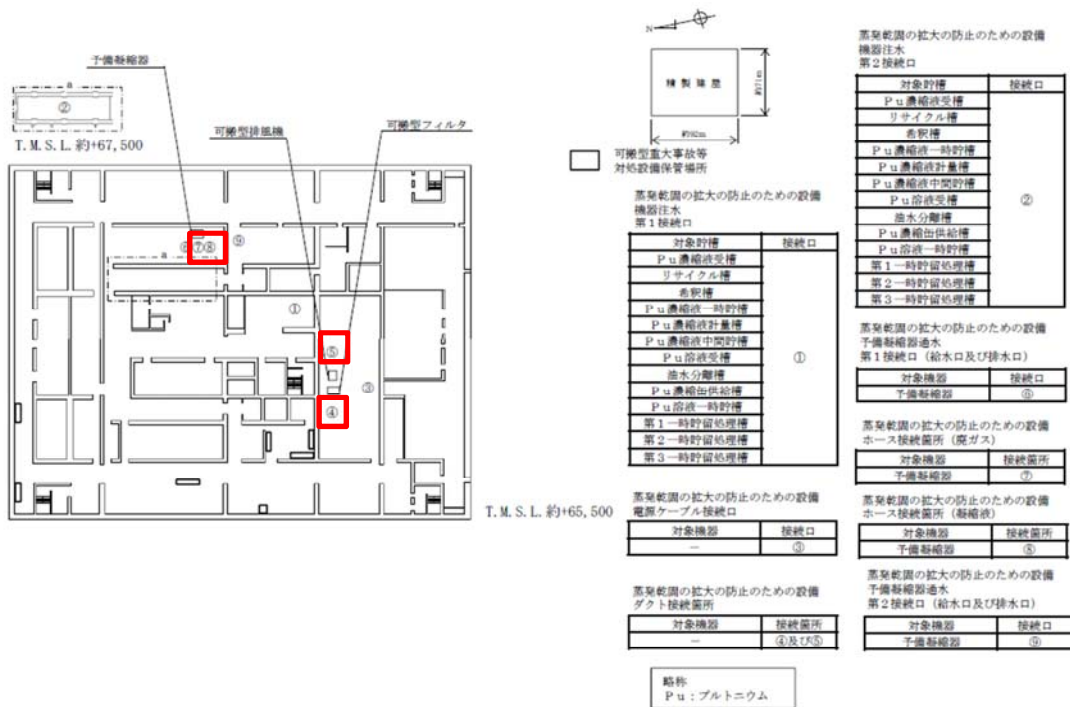 予備凝縮器
a
②
T.M.S.L. 約+67,500
可搬型排風機
可搬型フィルタ
⑥⑦⑧
⑨
a
①
⑤
③
④
T.M.S.L. 約+65,500
N
精製建屋
約71m
約92m
可搬型重大事故等
対処設備保管場所
蒸発乾固の拡大の防止のための設備
機器注水
第1接続口
対象貯槽 接続口
Pu濃縮液受槽
リサイクル槽
希釈槽
Pu濃縮液一時貯槽
Pu濃縮液計量槽
Pu濃縮液中間貯槽
Pu溶液受槽
油水分離槽
Pu濃縮缶供給槽
Pu溶液一時貯槽
第1一時貯留処理槽
第2一時貯留処理槽
第3一時貯留処理槽
①
蒸発乾固の拡大の防止のための設備
電源ケーブル接続口
対象機器 接続口
－ ③
蒸発乾固の拡大の防止のための設備
ダクト接続箇所
対象機器 接続箇所
－ ④及び⑤
略称
Pu：プルトニウム
蒸発乾固の拡大の防止のための設備
機器注水
第2接続口
対象貯槽 接続口
Pu濃縮液受槽
リサイクル槽
希釈槽
Pu濃縮液一時貯槽
Pu濃縮液計量槽
Pu濃縮液中間貯槽
Pu溶液受槽
油水分離槽
Pu濃縮缶供給槽
Pu溶液一時貯槽
第1一時貯留処理槽
第2一時貯留処理槽
第3一時貯留処理槽
②
蒸発乾固の拡大の防止のための設備
予備凝縮器通水
第1接続口（給水口及び排水口）
対象機器 接続口
予備凝縮器 ⑥
蒸発乾固の拡大の防止のための設備
ホース接続箇所（廃ガス）
対象機器 接続箇所
予備凝縮器 ⑦
蒸発乾固の拡大の防止のための設備
ホース接続箇所（凝縮液）
対象機器 接続箇所
予備凝縮器 ⑧
蒸発乾固の拡大の防止のための設備
予備凝縮器通水
第2接続口（給水口及び排水口）
対象機器 接続口
予備凝縮器 ⑨